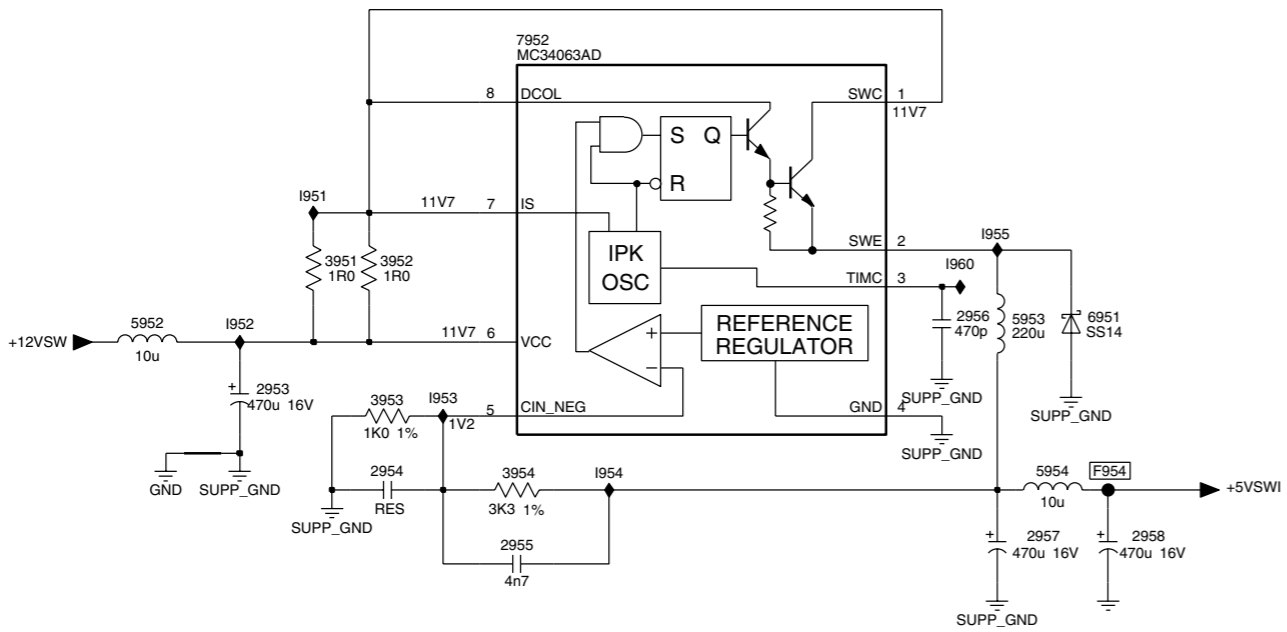 7952
MC34063AD
8
DCOL
SWC
1
11V7
S
Q
R
I951
11V7
7
IS
3951
1R0
3952
1R0
IPK
OSC
SWE
2
I955
TIMC
3
I960
2956
470p
5953
220u
6951
SS14
+12VSW
5952
10u
I952
11V7
6
VCC
+
−
REFERENCE
REGULATOR
SUPP_GND
SUPP_GND
+
2953
470u 16V
3953
1K0 1%
I953
1V2
5
CIN_NEG
GND
4
SUPP_GND
GND
SUPP_GND
2954
RES
SUPP_GND
3954
3K3 1%
I954
5954
10u
F954
+5VSWI
2955
4n7
+
2957
470u 16V
+
2958
470u 16V
SUPP_GND